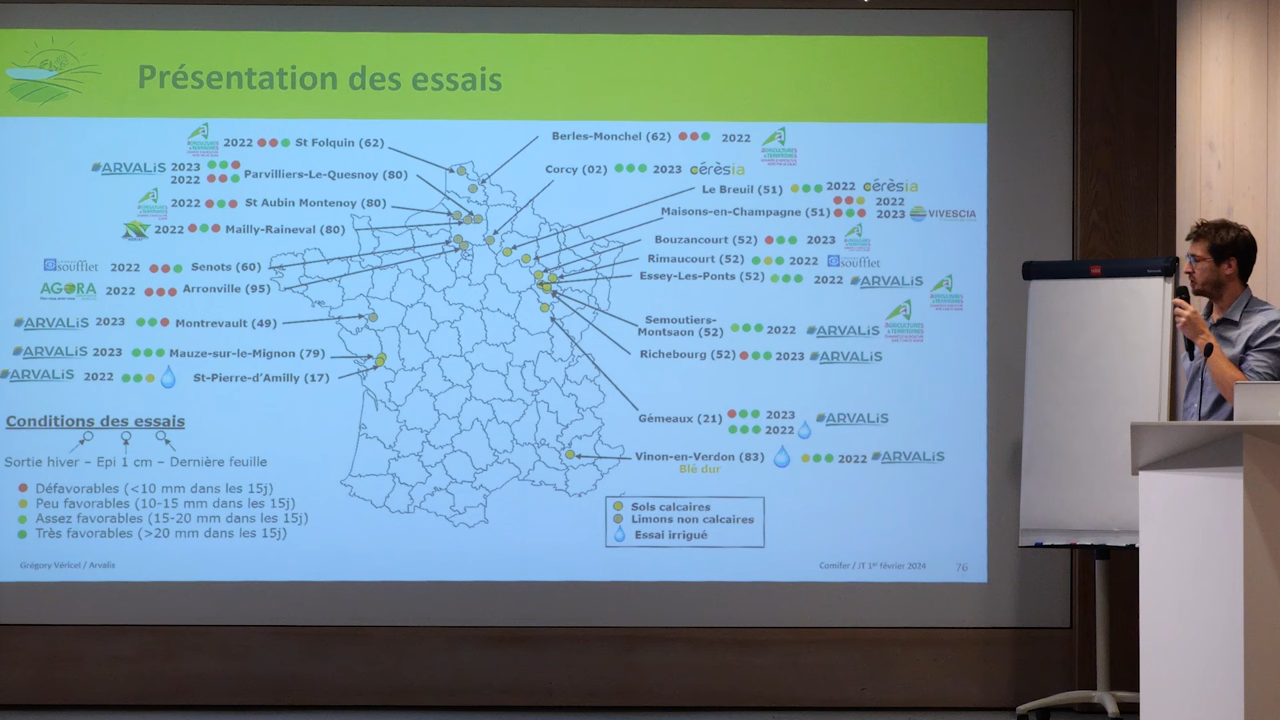 Présentation des essais
2022 St Folquin (62)
ARVALIS 2023
2022
Parvilliers-Le-Quesnoy (80)
2022 St Aubin Montenoy (80)
2022 Mailly-Raineval (80)
soufflet 2022 Senots (60)
AGORA 2022 Arronville (95)
ARVALIS 2023 Montrevault (49)
ARVALIS 2023 Mauze-sur-le-Mignon (79)
ARVALIS 2022 St-Pierre-d'Amilly (17)
Berles-Monchel (62) 2022
AGRICULTURES & TERRITOIRES
Corcy (02) 2023 cérèsia
Le Breuil (51) 2022 cérèsia
2022
Maisons-en-Champagne (51) 2023 VIVESCIA
Bouzancourt (52) 2023
Rimaucourt (52) 2022 soufflet
Essey-Les-Ponts (52) 2022 ARVALIS
Semoutiers-
Montsaon (52) 2022 ARVALIS
AGRICULTURES & TERRITOIRES
Richebourg (52) 2023 ARVALIS
Gémeaux (21) 2023 ARVALIS
2022
Vinon-en-Verdon (83) 2022 ARVALIS
Blé dur
Conditions des essais
Sortie hiver – Epi 1 cm – Dernière feuille
Défavorables (<10 mm dans les 15j)
Peu favorables (10-15 mm dans les 15j)
Assez favorables (15-20 mm dans les 15j)
Très favorables (>20 mm dans les 15j)
Sols calcaires
Limons non calcaires
Essai irrigué
Grégory Véricel / Arvalis
Comifer / JT 1er février 2024 76